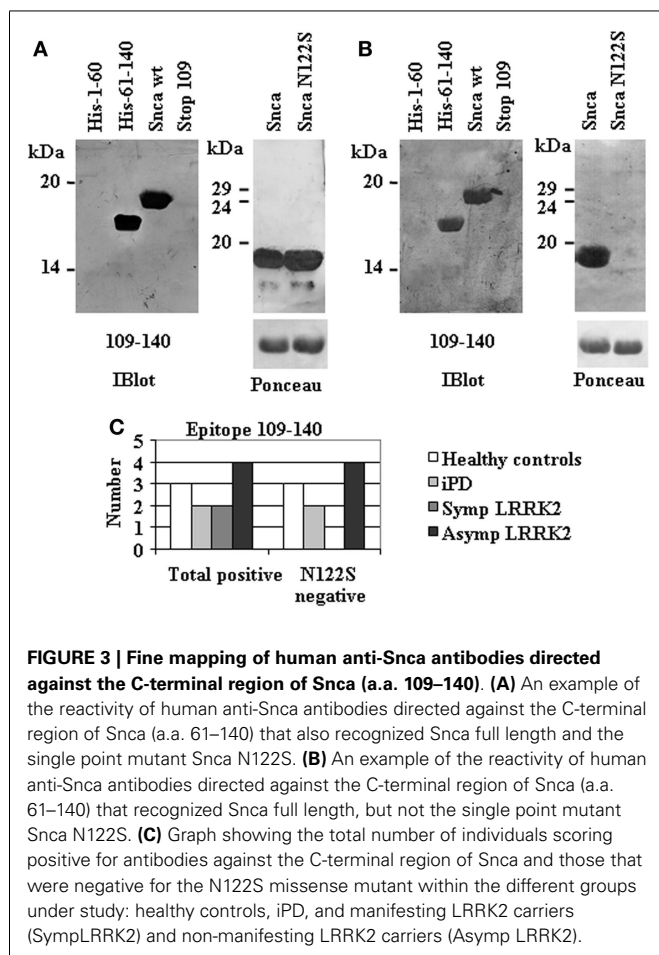 A
His-1-60
His-61-140
Snca wt
Stop 109
Snca
Snca N122S
kDa
20
14
kDa
29
24
20
109-140
IBlot
Ponceau
B
His-1-60
His-61-140
Snca wt
Stop 109
Snca
Snca N122S
kDa
20
14
kDa
29
24
20
109-140
IBlot
Ponceau
C
Epitope 109-140
Number
5
4
3
2
1
0
Total positive
N122S negative
Healthy controls
iPD
Symp LRRK2
Asymp LRRK2
FIGURE 3 | Fine mapping of human anti-Snca antibodies directed
against the C-terminal region of Snca (a.a. 109–140). (A) An example of
the reactivity of human anti-Snca antibodies directed against the C-terminal
region of Snca (a.a. 61–140) that also recognized Snca full length and the
single point mutant Snca N122S. (B) An example of the reactivity of human
anti-Snca antibodies directed against the C-terminal region of Snca (a.a.
61–140) that recognized Snca full length, but not the single point mutant
Snca N122S. (C) Graph showing the total number of individuals scoring
positive for antibodies against the C-terminal region of Snca and those that
were negative for the N122S missense mutant within the different groups
under study: healthy controls, iPD, and manifesting LRRK2 carriers
(SympLRRK2) and non-manifesting LRRK2 carriers (Asymp LRRK2).